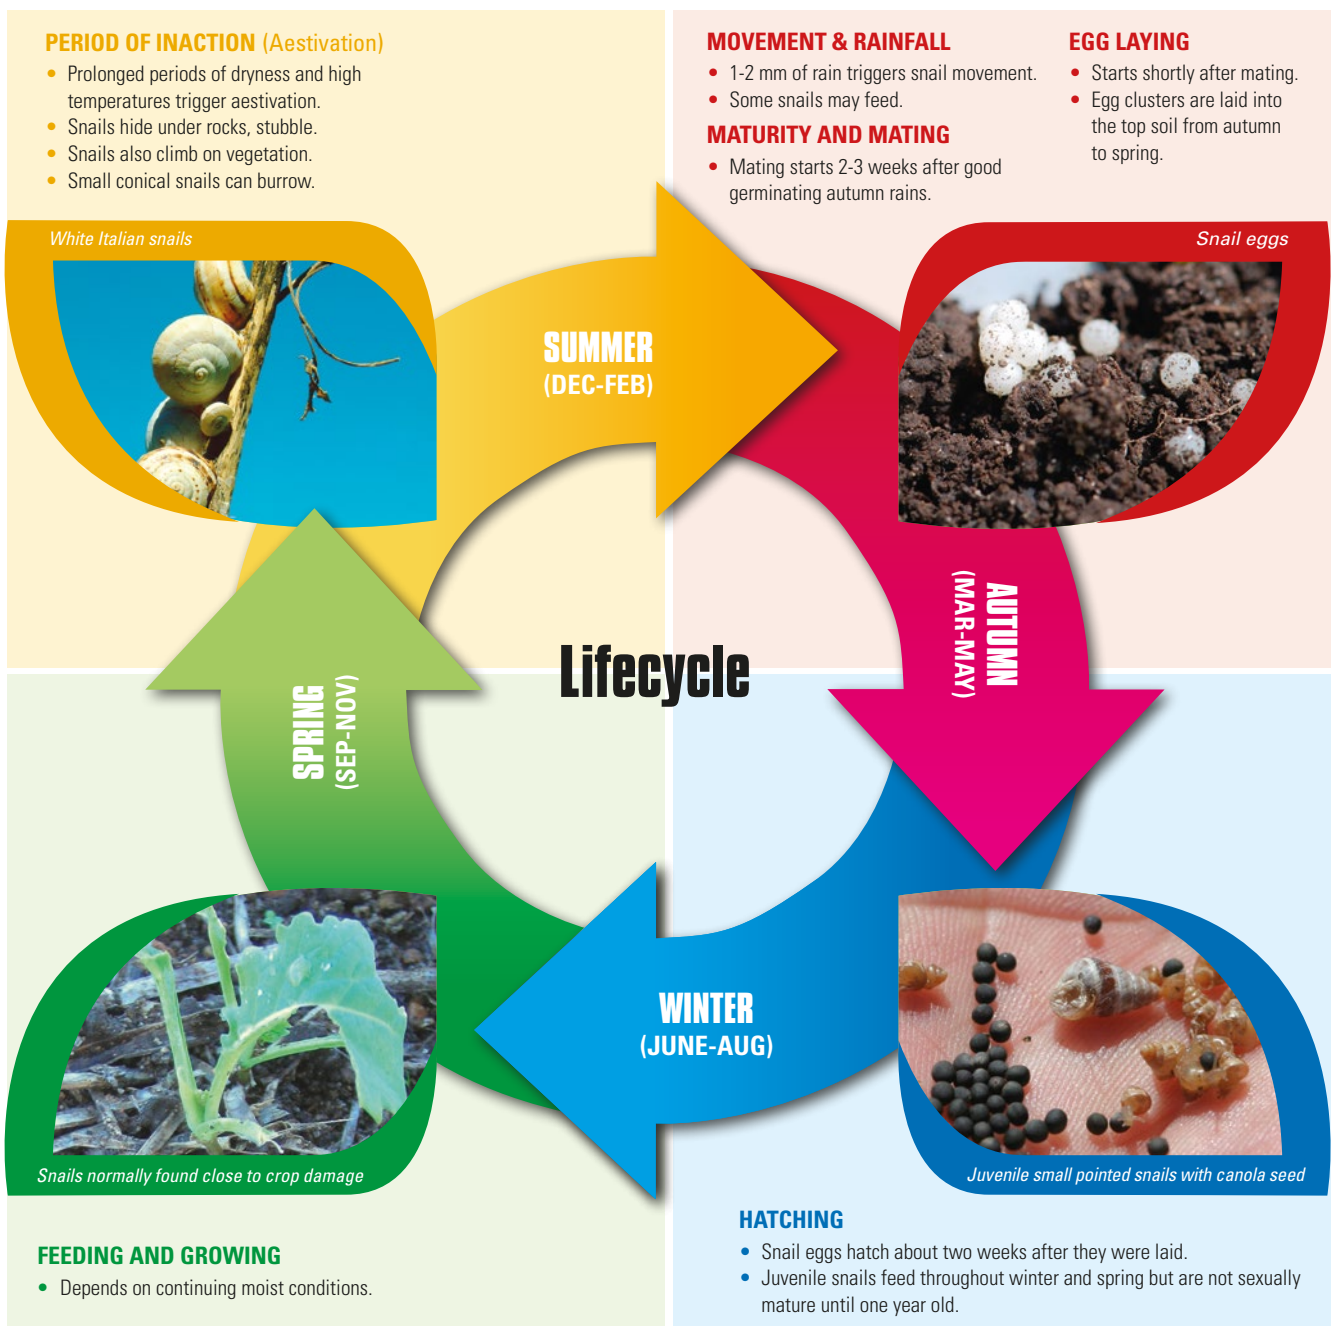 PERIOD OF INACTION (Aestivation)
• Prolonged periods of dryness and high
temperatures trigger aestivation.
• Snails hide under rocks, stubble.
• Snails also climb on vegetation.
• Small conical snails can burrow.
White Italian snails
MOVEMENT & RAINFALL
• 1-2 mm of rain triggers snail movement.
• Some snails may feed.
MATURITY AND MATING
• Mating starts 2-3 weeks after good
germinating autumn rains.
EGG LAYING
• Starts shortly after mating.
• Egg clusters are laid into
the top soil from autumn
to spring.
Snail eggs
SUMMER
(DEC-FEB)
AUTUMN
(MAR-MAY)
Lifecycle
SPRING
(SEP-NOV)
WINTER
(JUNE-AUG)
Snails normally found close to crop damage
FEEDING AND GROWING
• Depends on continuing moist conditions.
Juvenile small pointed snails with canola seed
HATCHING
• Snail eggs hatch about two weeks after they were laid.
• Juvenile snails feed throughout winter and spring but are not sexually
mature until one year old.